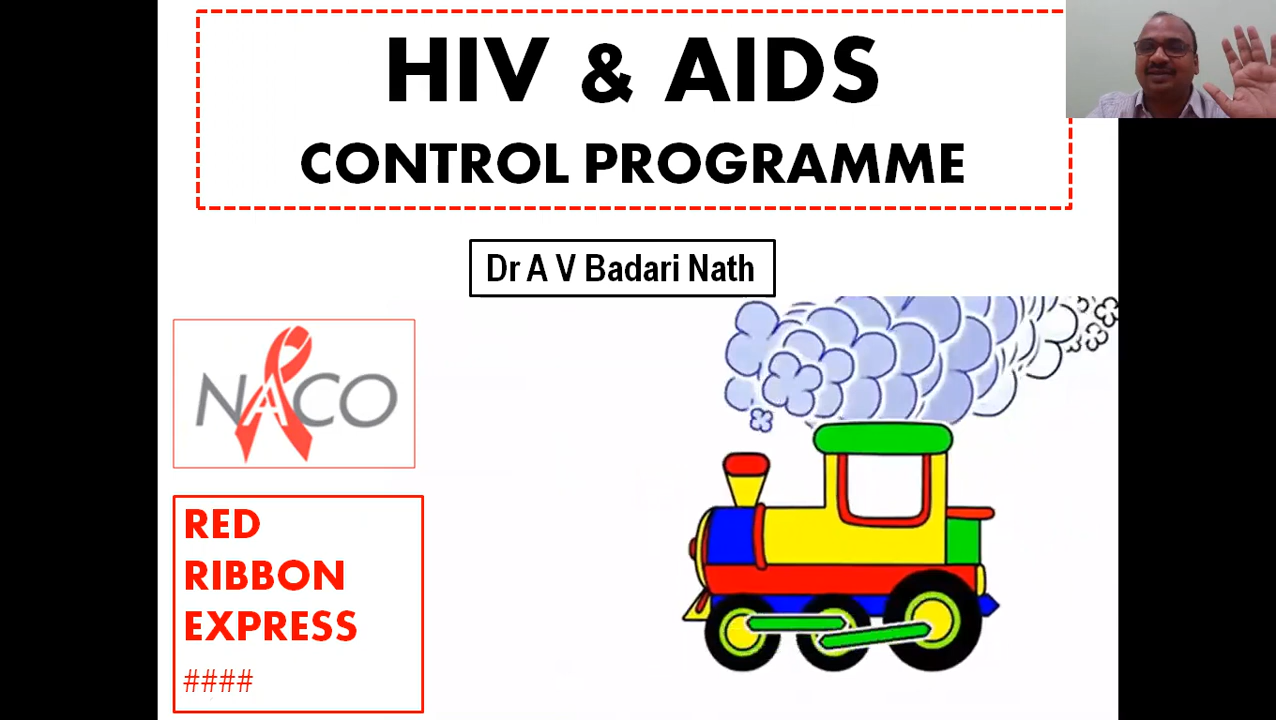 HIV & AIDS
CONTROL PROGRAMME
Dr A V Badari Nath
NACO
RED
RIBBON
EXPRESS
####